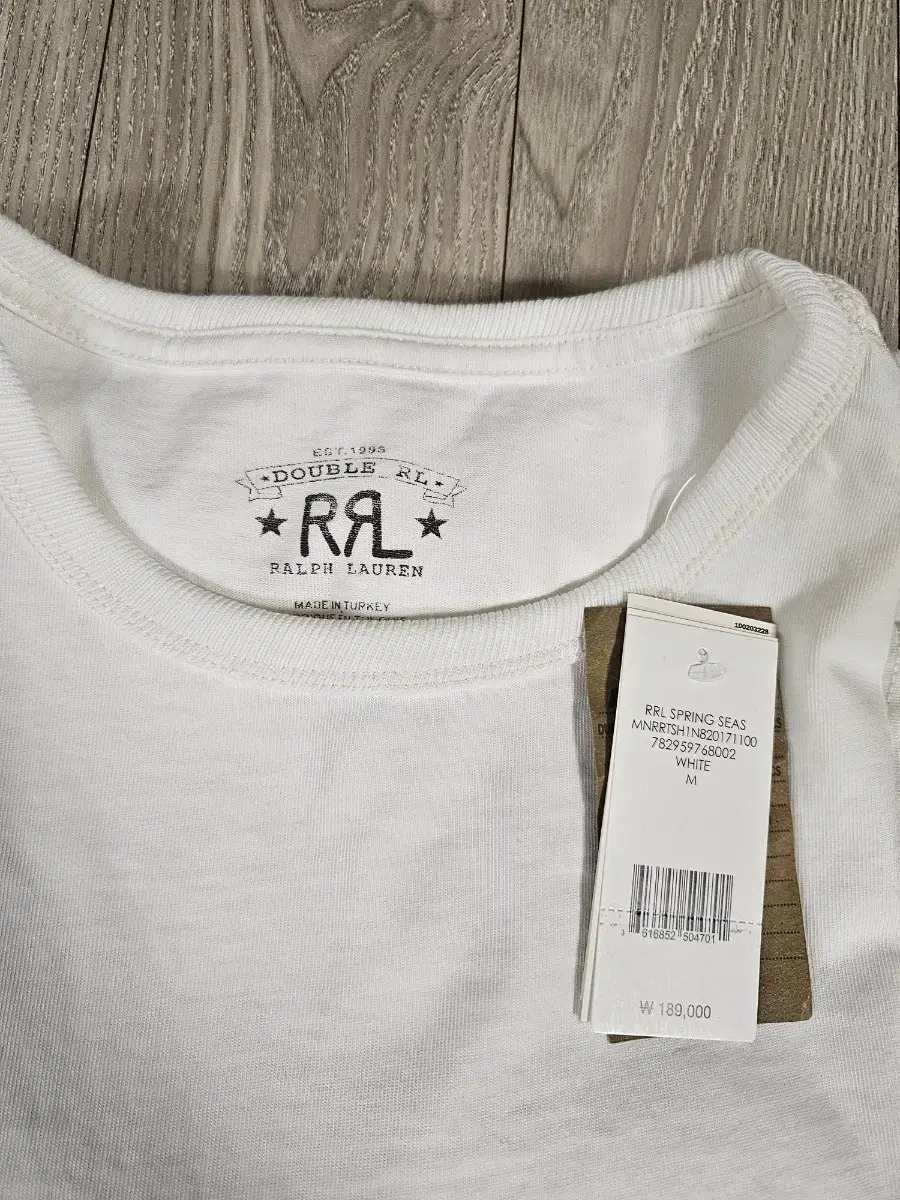 EST. 1993
★DOUBLE RL★
RRL
RALPH LAUREN
MADE IN TURKEY
100203228
RRL SPRING SEAS
MNRRTSH1N820171100
782959768002
WHITE
M
3 616852 504701
₩ 189,000